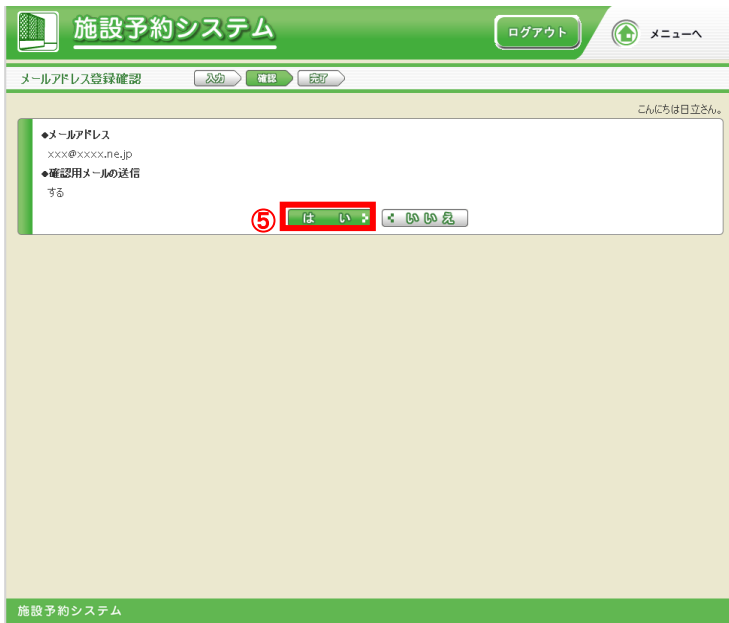 施設予約システム
ログアウト
メニューへ
メールアドレス登録確認
入力
確認
完了
こんにちは日立さん。
◆メールアドレス
xxx@xxxx.ne.jp
◆確認用メールの送信
する
⑤
はい
いいえ
施設予約システム